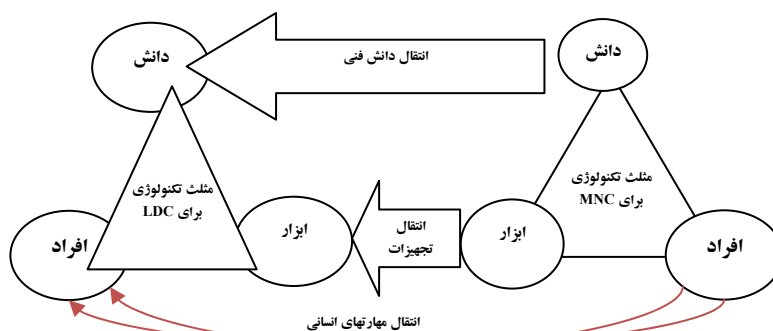 دانش
انتقال دانش فنی
دانش
مثلث تکنولوژی
برای MNC
مثلث تکنولوژی
برای LDC
افراد
ابزار
انتقال
تجهیزات
ابزار
افراد
انتقال مهارتهای انسانی